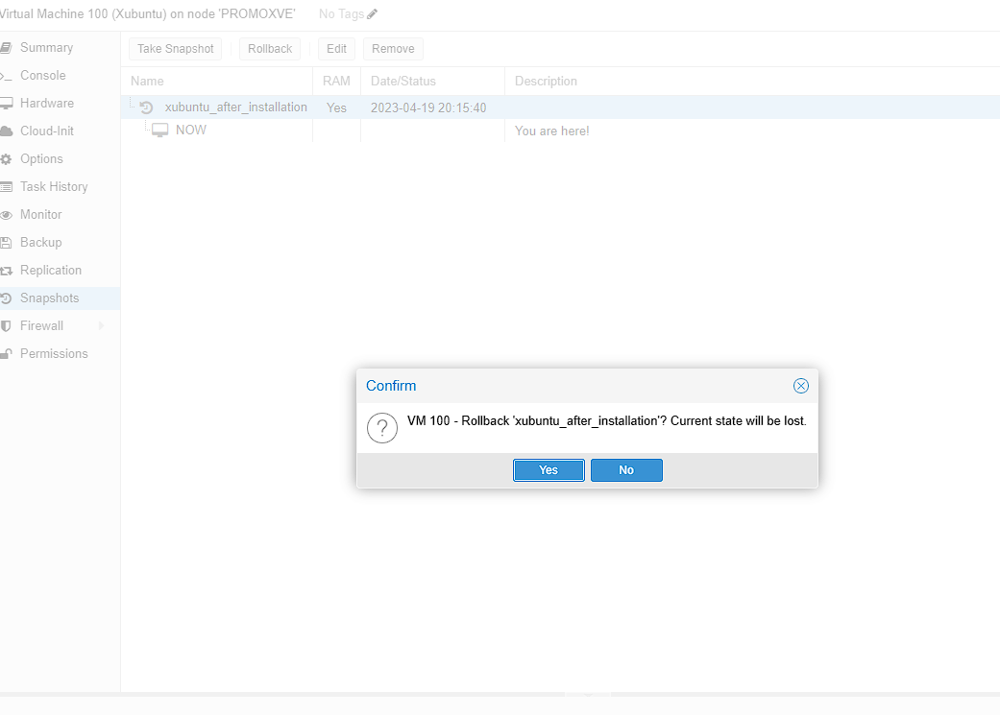 Virtual Machine 100 (Xubuntu) on node 'PROMOXVE' No Tags
Summary
Console
Hardware
Cloud-Init
Options
Task History
Monitor
Backup
Replication
Snapshots
Firewall
Permissions
Take Snapshot Rollback Edit Remove
Name RAM Date/Status Description
xubuntu_after_installation Yes 2023-04-19 20:15:40
NOW You are here!
Confirm
VM 100 - Rollback 'xubuntu_after_installation'? Current state will be lost.
Yes No